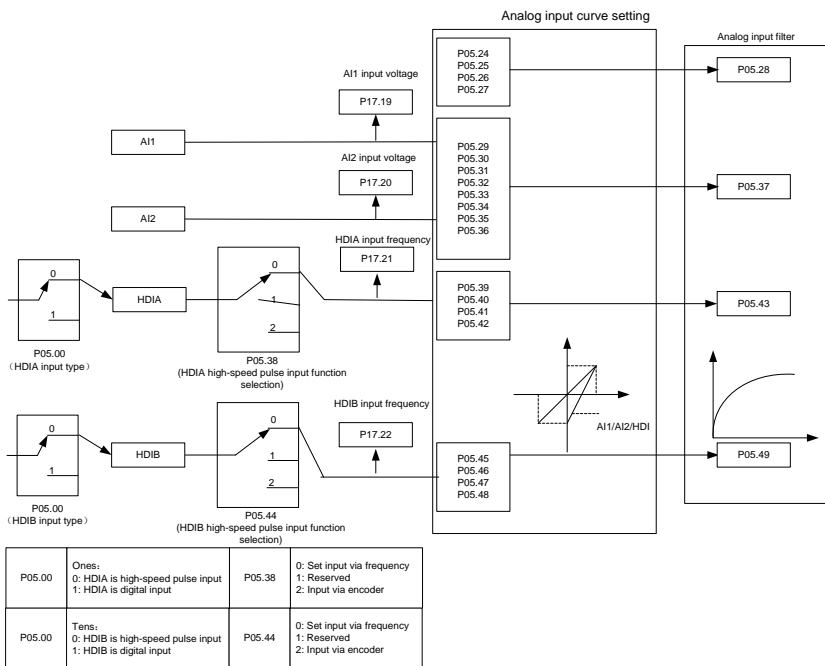 Analog input curve setting
Analog input filter
P05.24
P05.25
P05.26
P05.27
P05.28
AI1 input voltage
P17.19
AI1
P05.29
P05.30
P05.31
P05.32
P05.33
P05.34
P05.35
P05.36
P05.37
AI2 input voltage
P17.20
AI2
HDIA input frequency
P17.21
0
1
HDIA
0
1
2
P05.39
P05.40
P05.41
P05.42
P05.43
P05.00
（HDIA input type）
P05.38
(HDIA high-speed pulse input function
selection)
AI1/AI2/HDI
HDIB input frequency
P17.22
0
1
HDIB
0
1
2
P05.45
P05.46
P05.47
P05.48
P05.49
P05.00
（HDIB input type）
P05.44
(HDIB high-speed pulse input function
selection)
P05.00
Ones：
0: HDIA is high-speed pulse input
1: HDIA is digital input
P05.38
0: Set input via frequency
1: Reserved
2: Input via encoder
P05.00
Tens：
0: HDIB is high-speed pulse input
1: HDIB is digital input
P05.44
0: Set input via frequency
1: Reserved
2: Input via encoder